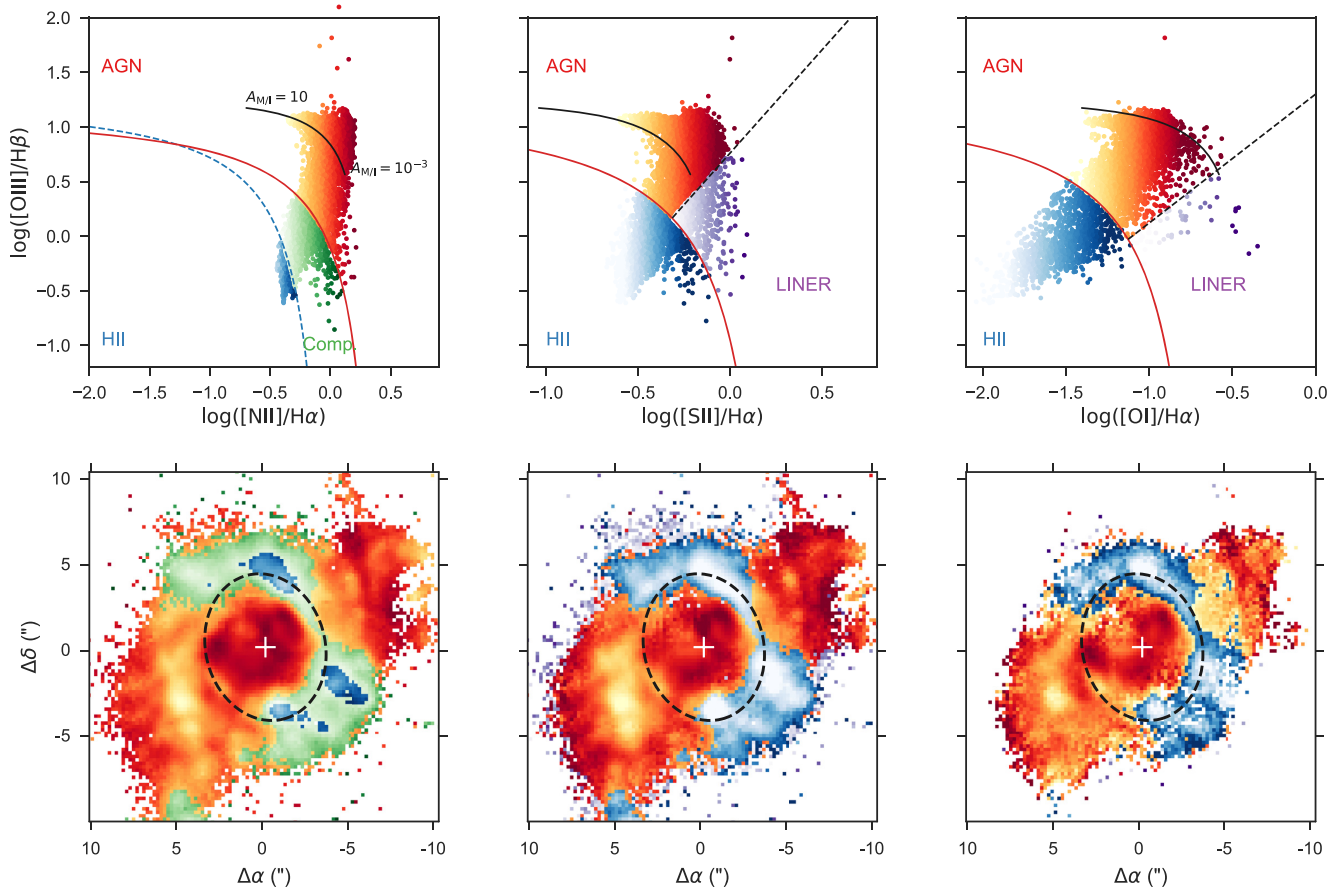 2.0
1.5
1.0
0.5
0.0
−0.5
−1.0
log([OIII]/Hβ)
AGN
A_M/I = 10
A_M/I = 10⁻³
HII
Comp.
−2.0 −1.5 −1.0 −0.5 0.0 0.5
log([NII]/Hα)
AGN
LINER
HII
−1.0 −0.5 0.0 0.5
log([SII]/Hα)
AGN
LINER
HII
−2.0 −1.5 −1.0 −0.5 0.0
log([OI]/Hα)
10
5
0
-5
Δδ (")
10 5 0 -5 -10
Δα (")
10 5 0 -5 -10
Δα (")
10 5 0 -5 -10
Δα (")